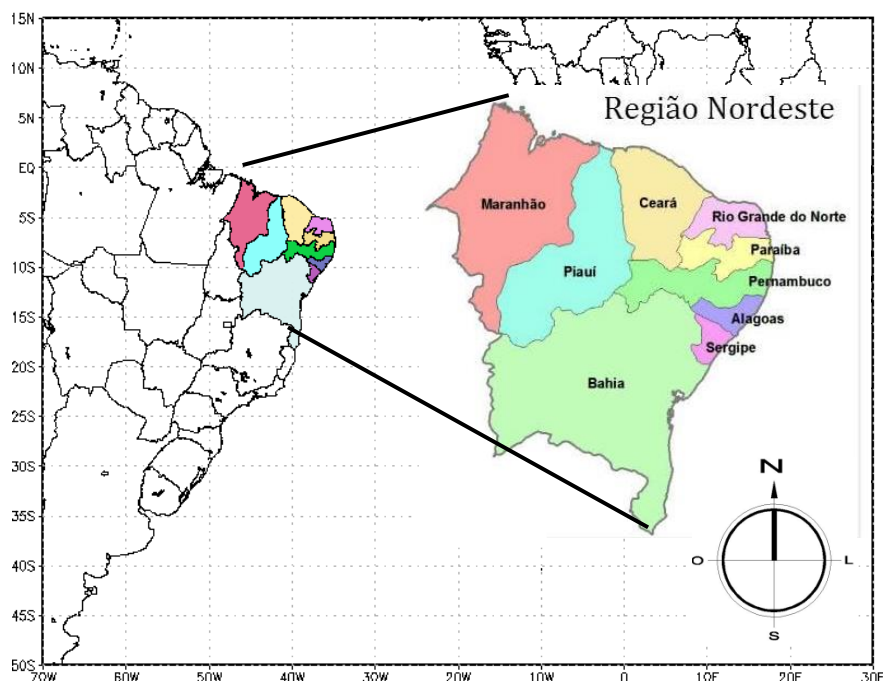 15N
10N
5N
EQ
5S
10S
15S
20S
25S
30S
35S
40S
45S
50S
70W
60W
50W
40W
30W
20W
10W
0
10E
20E
30E
Região Nordeste
Maranhão
Ceará
Rio Grande do Norte
Paraíba
Piauí
Pernambuco
Alagoas
Sergipe
Bahia
N
O
L
S